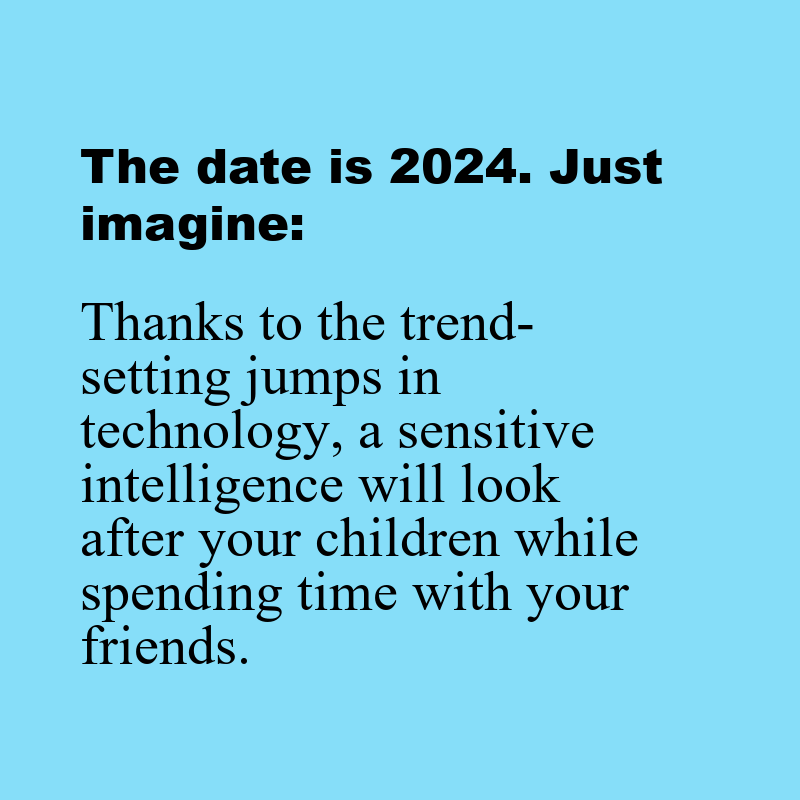 The date is 2024. Just
imagine:
Thanks to the trend-
setting jumps in
technology, a sensitive
intelligence will look
after your children while
spending time with your
friends.